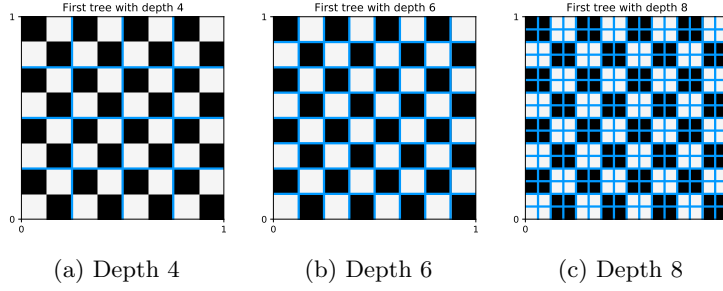 First tree with depth 4
1
0
0
1
(a) Depth 4
First tree with depth 6
1
0
0
1
(b) Depth 6
First tree with depth 8
1
0
0
(c) Depth 8